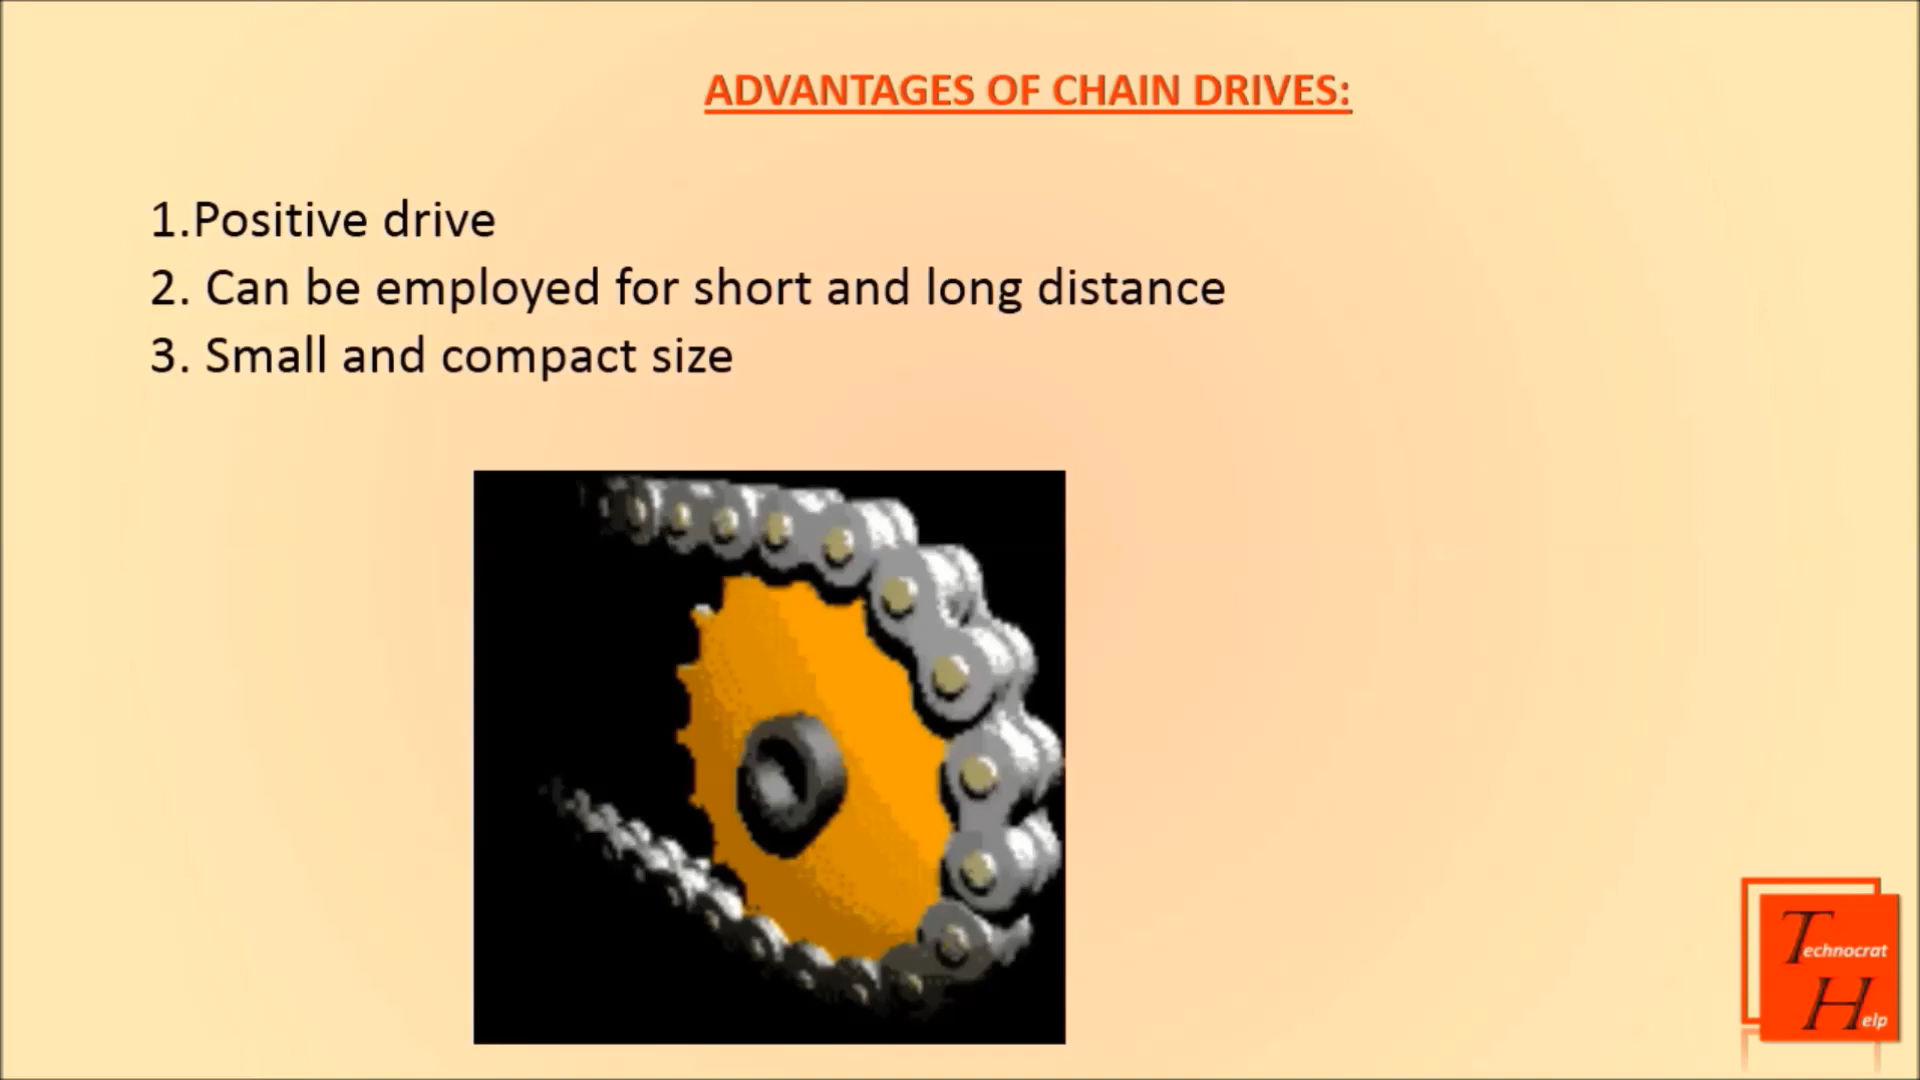 ADVANTAGES OF CHAIN DRIVES:
1.Positive drive
2. Can be employed for short and long distance
3. Small and compact size
Technocrat
Help